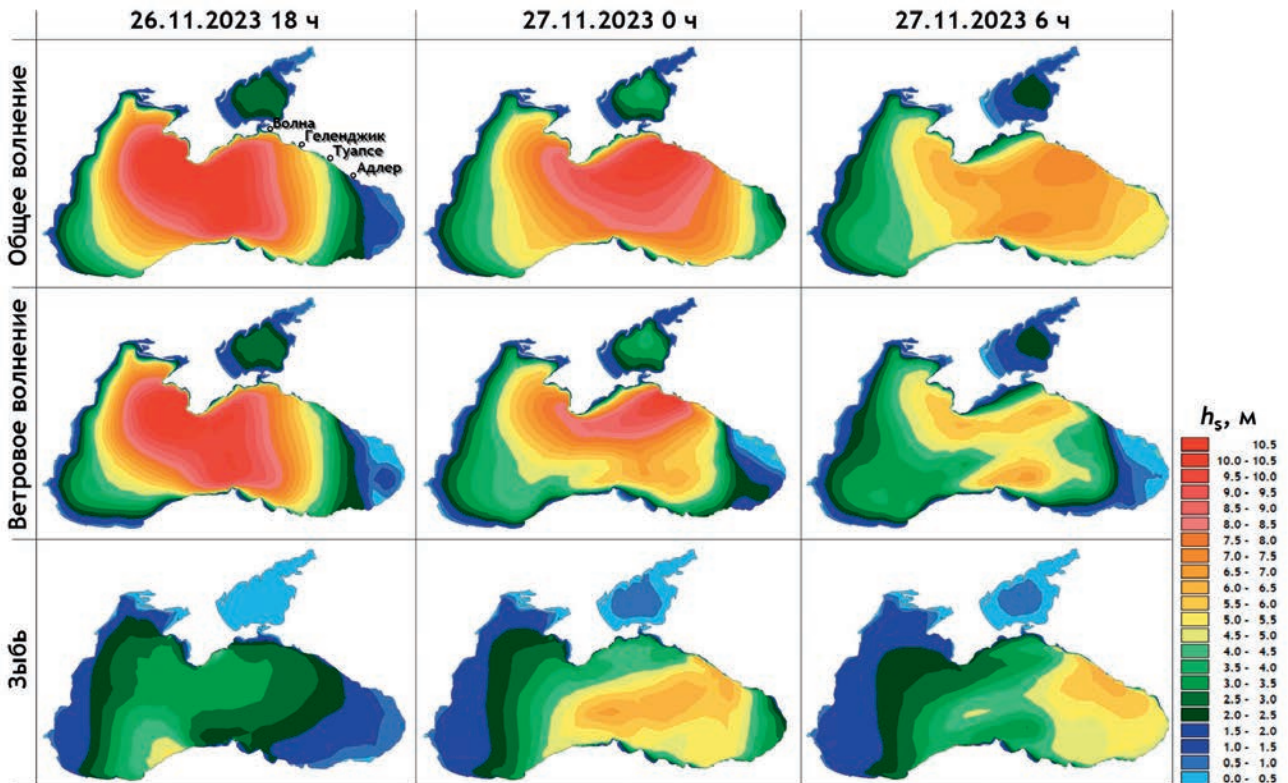 26.11.2023 18 ч
27.11.2023 0 ч
27.11.2023 6 ч
Общее волнение
Волна
Геленджик
Туапсе
Адлер
Ветровое волнение
Зыбь
hs, м
10.5
10.0 - 10.5
9.5 - 10.0
9.0 - 9.5
8.5 - 9.0
8.0 - 8.5
7.5 - 8.0
7.0 - 7.5
6.5 - 7.0
6.0 - 6.5
5.5 - 6.0
5.0 - 5.5
4.5 - 5.0
4.0 - 4.5
3.5 - 4.0
3.0 - 3.5
2.5 - 3.0
2.0 - 2.5
1.5 - 2.0
1.0 - 1.5
0.5 - 1.0
0.0 - 0.5